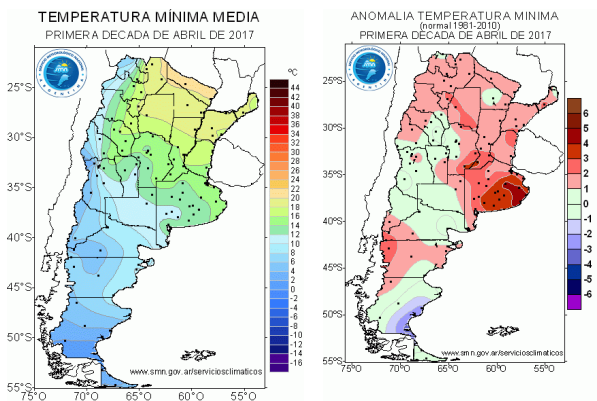 TEMPERATURA MÍNIMA MEDIA
PRIMERA DECADA DE ABRIL DE 2017
ºC
44
42
40
38
36
34
32
30
28
26
24
22
20
18
16
14
12
10
8
6
4
2
0
-2
-4
-6
-8
-10
-12
-14
-16
25°S
30°S
35°S
40°S
45°S
50°S
55°S
75°W
70°W
65°W
60°W
55°W
www.smn.gov.ar/serviciosclimaticos
ANOMALIA TEMPERATURA MINIMA
(normal 1981-2010)
PRIMERA DECADA DE ABRIL DE 2017
6
5
4
3
2
1
0
-1
-2
-3
-4
-5
-6
25°S
30°S
35°S
40°S
45°S
50°S
55°S
75°W
70°W
65°W
60°W
55°W
www.smn.gov.ar/serviciosclimaticos